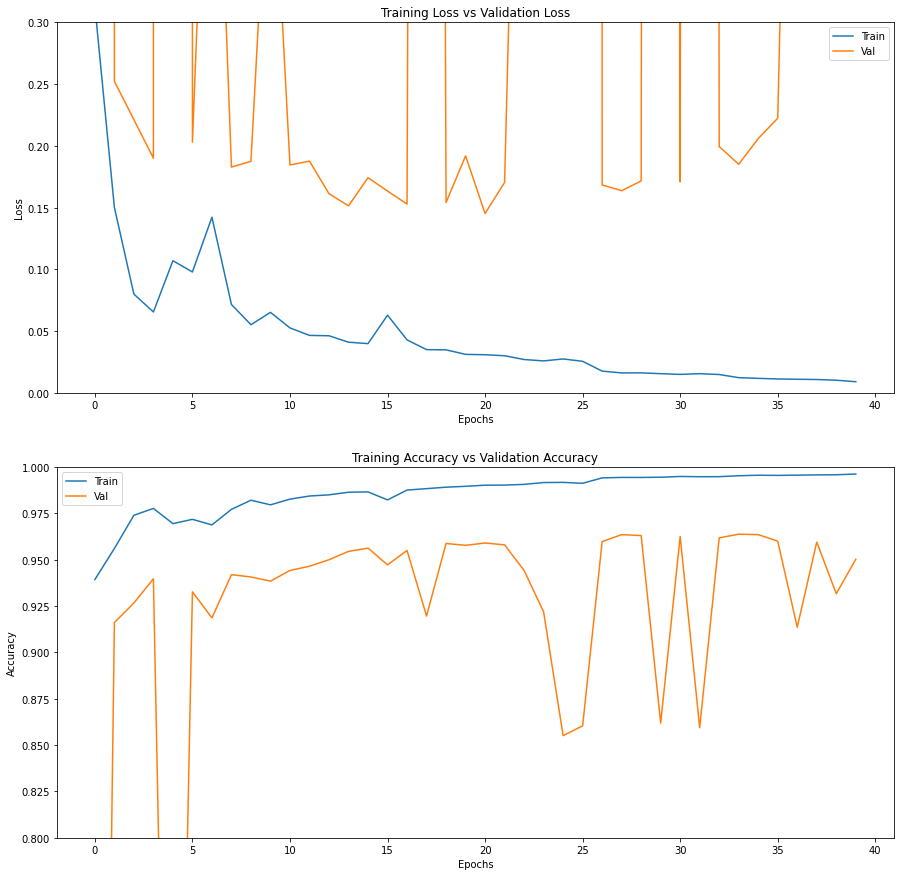 Training Loss vs Validation Loss
0.30
0.25
0.20
0.15
0.10
0.05
0.00
Loss
Train
Val
0 5 10 15 20 25 30 35 40
Epochs
Training Accuracy vs Validation Accuracy
1.000
0.975
0.950
0.925
0.900
0.875
0.850
0.825
0.800
Accuracy
Train
Val
0 5 10 15 20 25 30 35 40
Epochs